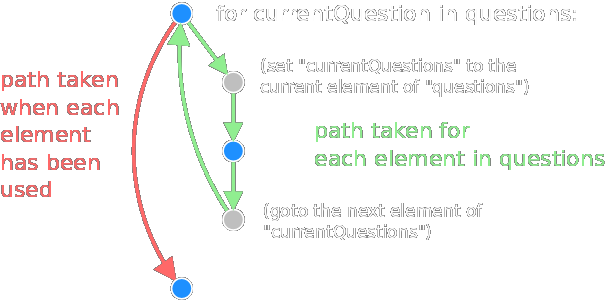 for currentQuestion in questions:
(set "currentQuestions" to the
current element of "questions")
path taken
when each
element
has been
used
path taken for
each element in questions
(goto the next element of
"currentQuestions")